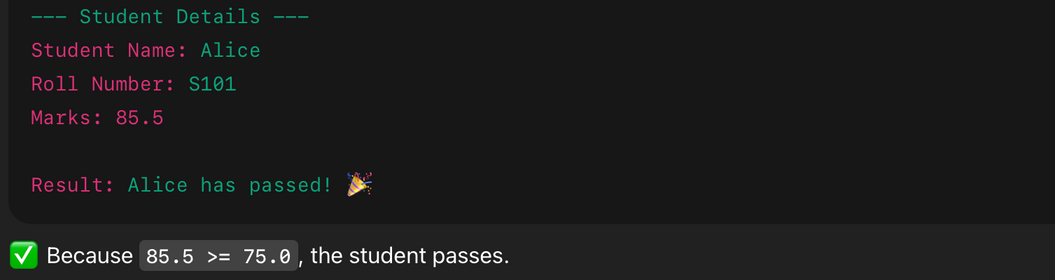 --- Student Details ---
Student Name: Alice
Roll Number: S101
Marks: 85.5
Result: Alice has passed! 🎉
✅ Because 85.5 >= 75.0, the student passes.